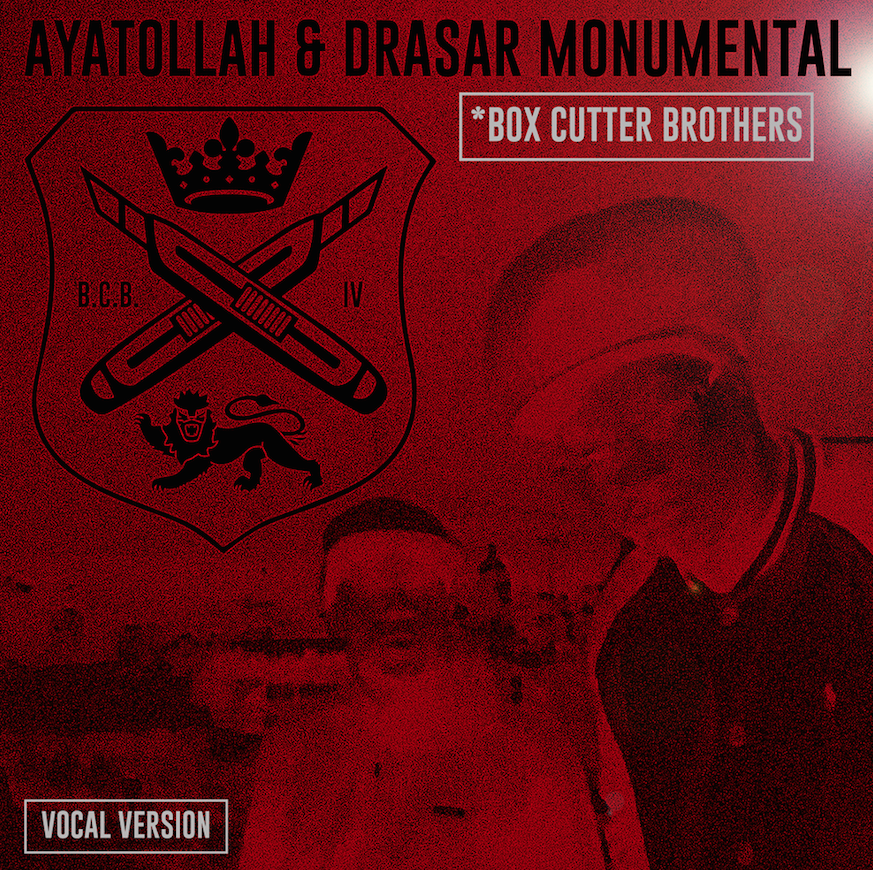 AYATOLLAH & DRASAR MONUMENTAL
*BOX CUTTER BROTHERS
B.C.B.
IV
VOCAL VERSION